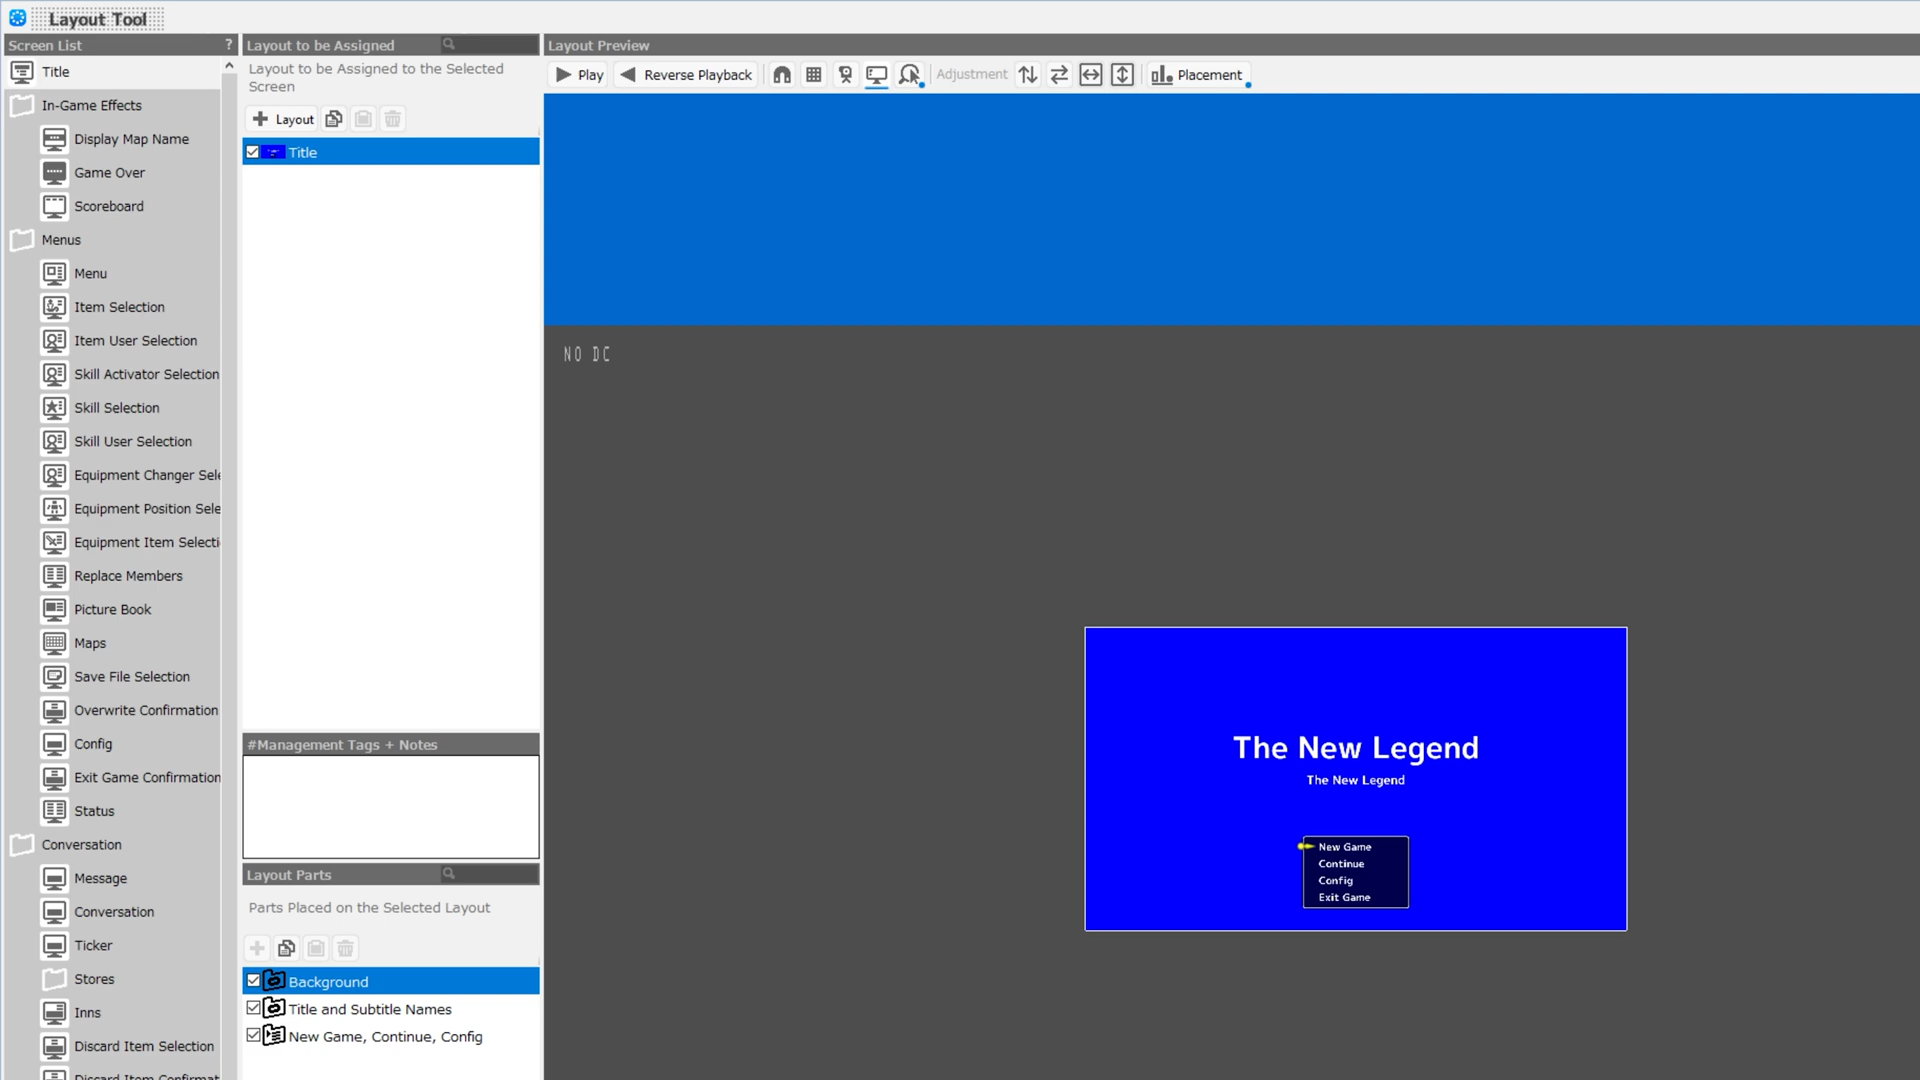 Layout Tool
Screen List ?
Title
In-Game Effects
Display Map Name
Game Over
Scoreboard
Menus
Menu
Item Selection
Item User Selection
Skill Activator Selection
Skill Selection
Skill User Selection
Equipment Changer Sele
Equipment Position Sele
Equipment Item Selecti
Replace Members
Picture Book
Maps
Save File Selection
Overwrite Confirmation
Config
Exit Game Confirmation
Status
Conversation
Message
Conversation
Ticker
Stores
Inns
Discard Item Selection
Discard Item Confirmat
Layout to be Assigned
Layout to be Assigned to the Selected
Screen
Layout
Title
#Management Tags + Notes
Layout Parts
Parts Placed on the Selected Layout
Background
Title and Subtitle Names
New Game, Continue, Config
Layout Preview
Play Reverse Playback Adjustment Placement
NO DC
The New Legend
The New Legend
New Game
Continue
Config
Exit Game